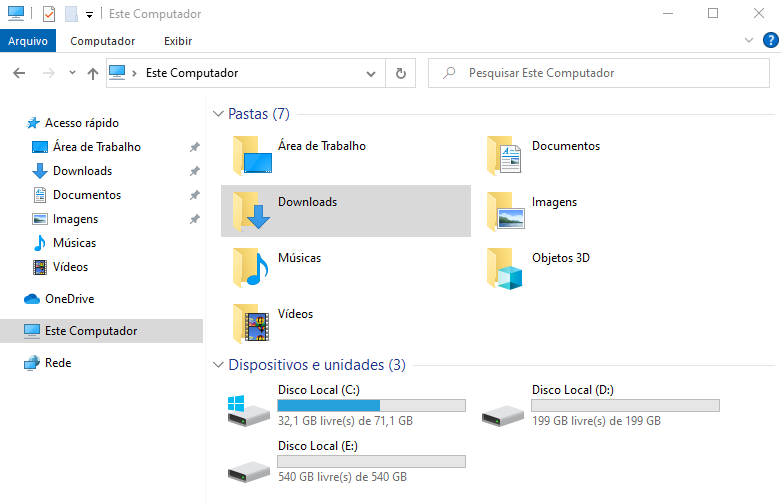 Este Computador
Arquivo Computador Exibir
Este Computador
Pesquisar Este Computador
Acesso rápido
Área de Trabalho
Downloads
Documentos
Imagens
Músicas
Vídeos
OneDrive
Este Computador
Rede
Pastas (7)
Área de Trabalho
Documentos
Downloads
Imagens
Músicas
Objetos 3D
Vídeos
Dispositivos e unidades (3)
Disco Local (C:)
32,1 GB livre(s) de 71,1 GB
Disco Local (D:)
199 GB livre(s) de 199 GB
Disco Local (E:)
540 GB livre(s) de 540 GB